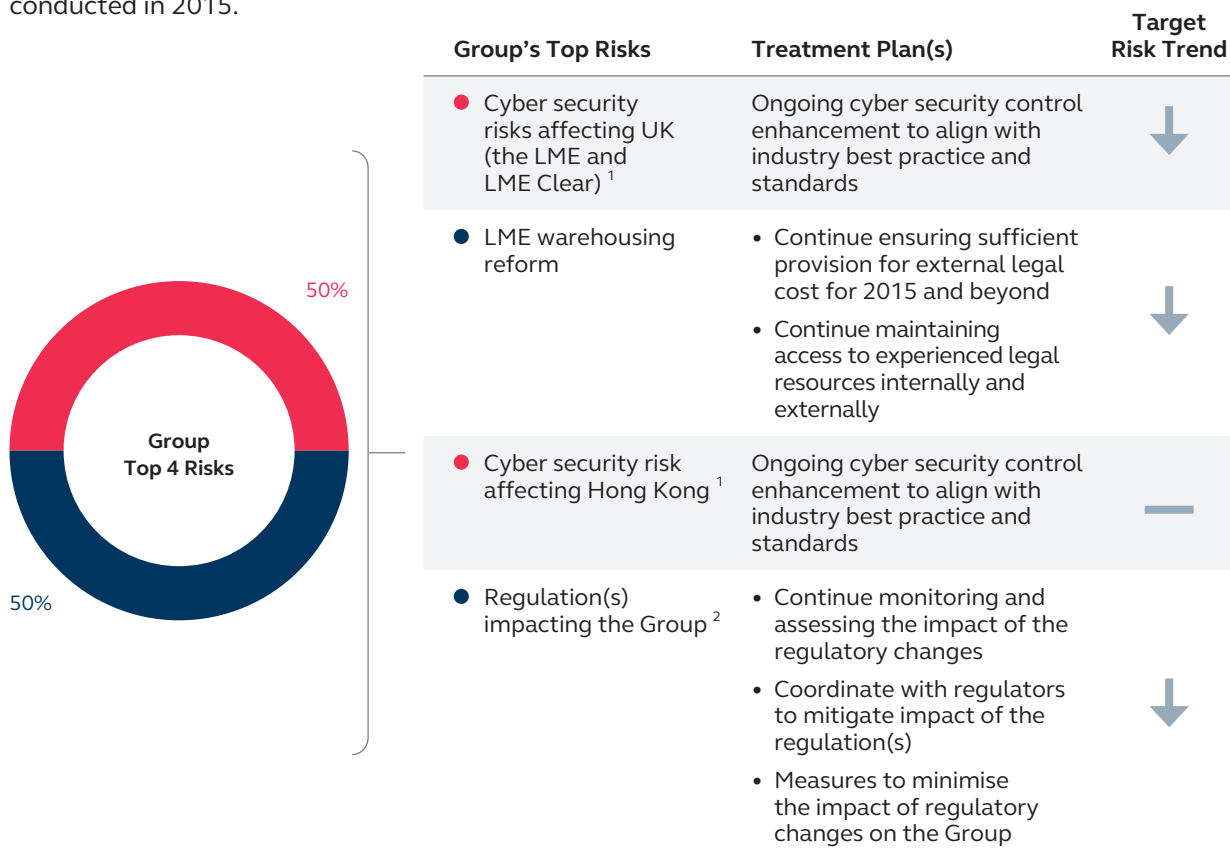 conducted in 2015.
Group's Top Risks
Treatment Plan(s)
Target
Risk Trend
50%
50%
Group
Top 4 Risks
● Cyber security
risks affecting UK
(the LME and
LME Clear) 1
Ongoing cyber security control
enhancement to align with
industry best practice and
standards
● LME warehousing
reform
• Continue ensuring sufficient
provision for external legal
cost for 2015 and beyond
• Continue maintaining
access to experienced legal
resources internally and
externally
● Cyber security risk
affecting Hong Kong 1
Ongoing cyber security control
enhancement to align with
industry best practice and
standards
● Regulation(s)
impacting the Group 2
• Continue monitoring and
assessing the impact of the
regulatory changes
• Coordinate with regulators
to mitigate impact of the
regulation(s)
• Measures to minimise
the impact of regulatory
changes on the Group